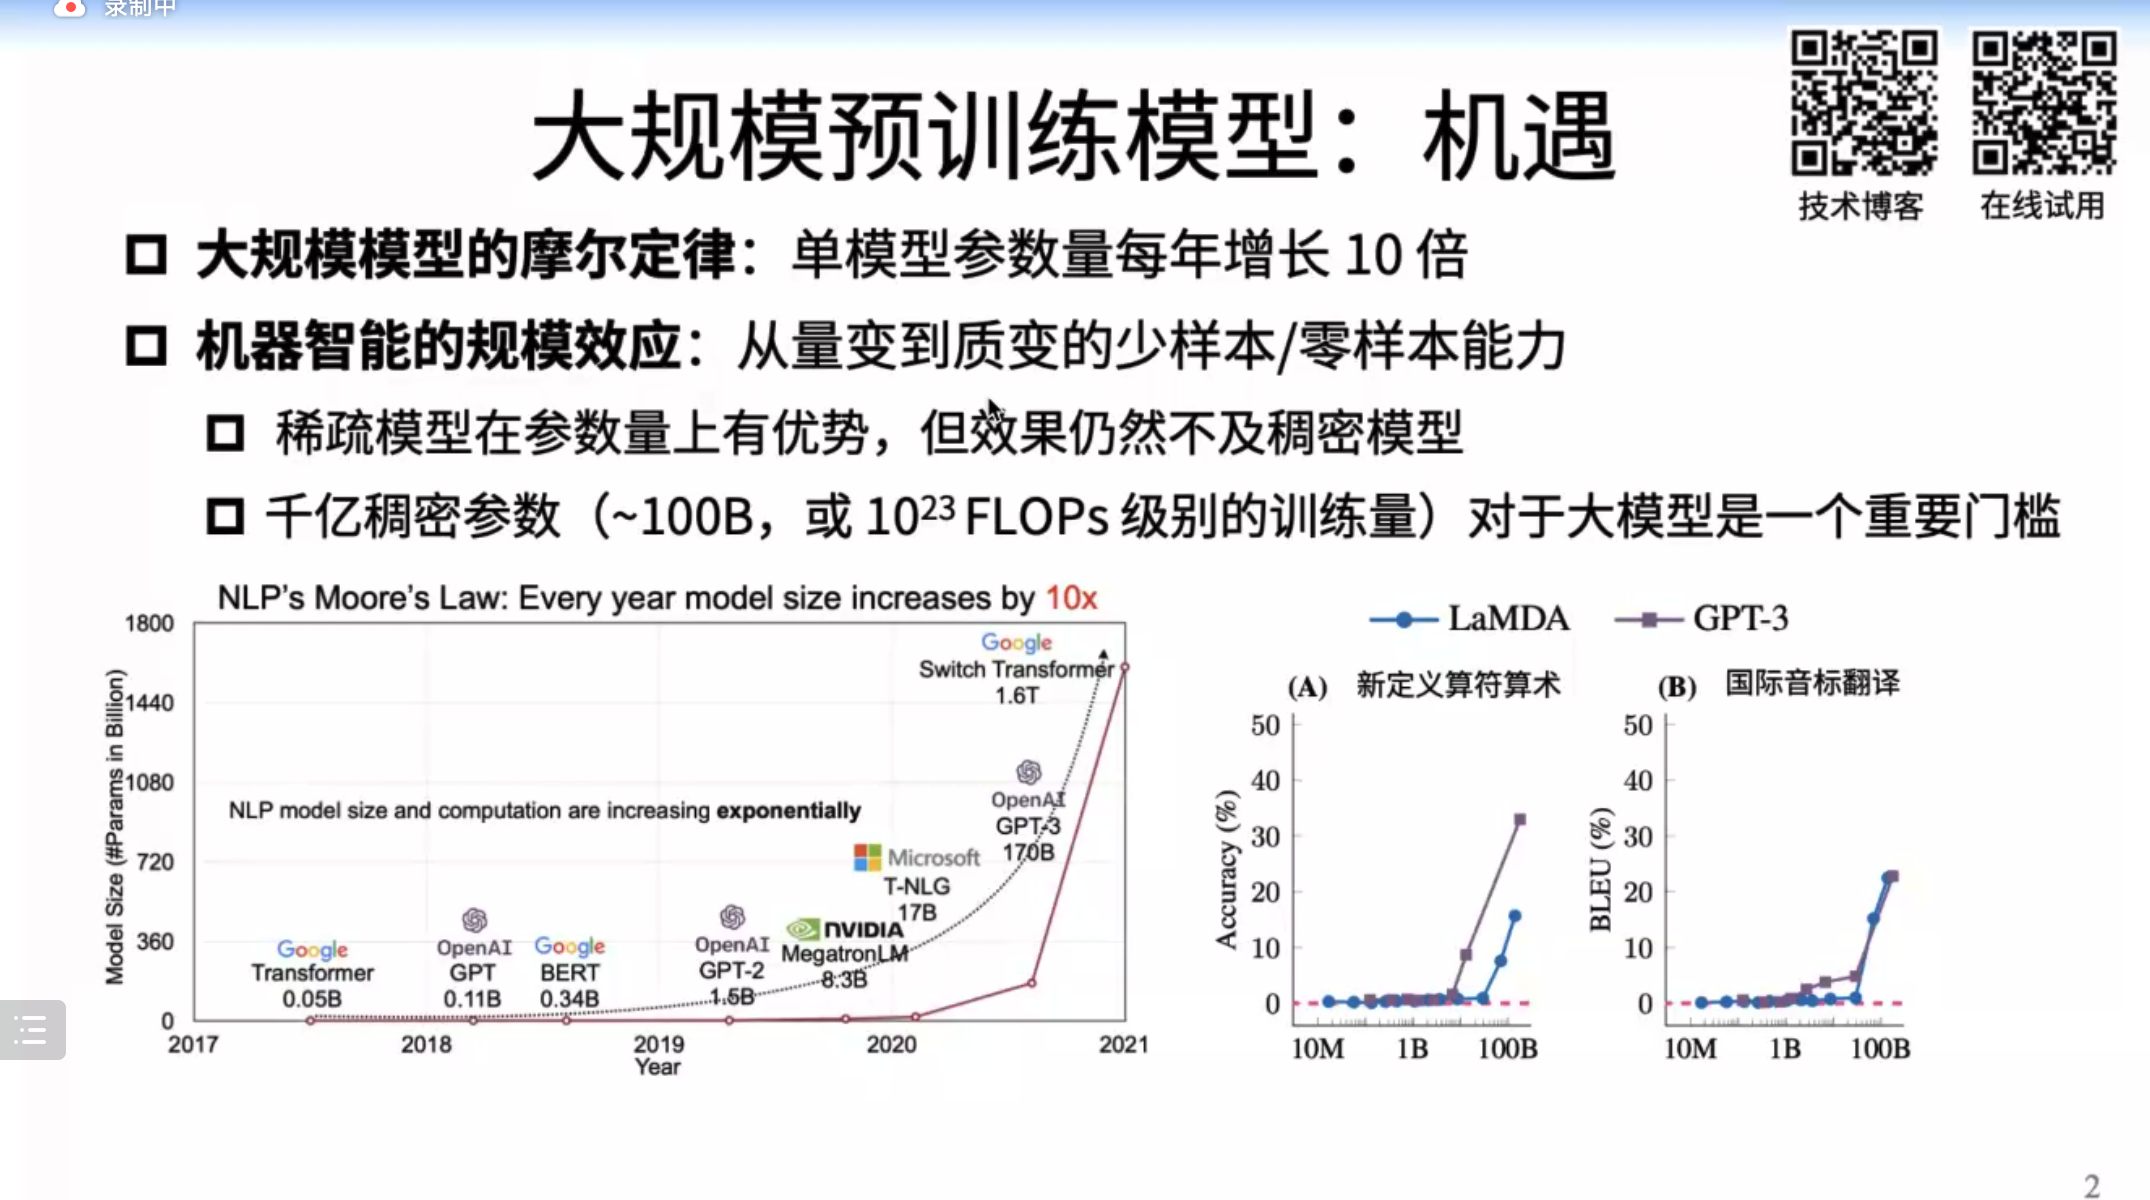 录制中
大规模预训练模型：机遇
技术博客
在线试用
大规模模型的摩尔定律：单模型参数量每年增长 10 倍
机器智能的规模效应：从量变到质变的少样本/零样本能力
稀疏模型在参数量上有优势，但效果仍然不及稠密模型
千亿稠密参数（~100B，或 10²³ FLOPs 级别的训练量）对于大模型是一个重要门槛
NLP's Moore's Law: Every year model size increases by 10x
Model Size (#Params in Billion)
1800
1440
1080
720
360
0
NLP model size and computation are increasing exponentially
Google
Transformer
0.05B
OpenAI
GPT
0.11B
Google
BERT
0.34B
OpenAI
GPT-2
1.5B
NVIDIA
MegatronLM
8.3B
Microsoft
T-NLG
17B
OpenAI
GPT-3
170B
Google
Switch Transformer
1.6T
2017
2018
2019
2020
2021
Year
LaMDA
GPT-3
(A) 新定义算符算术
Accuracy (%)
50
40
30
20
10
0
10M
1B
100B
(B) 国际音标翻译
BLEU (%)
50
40
30
20
10
0
10M
1B
100B
2